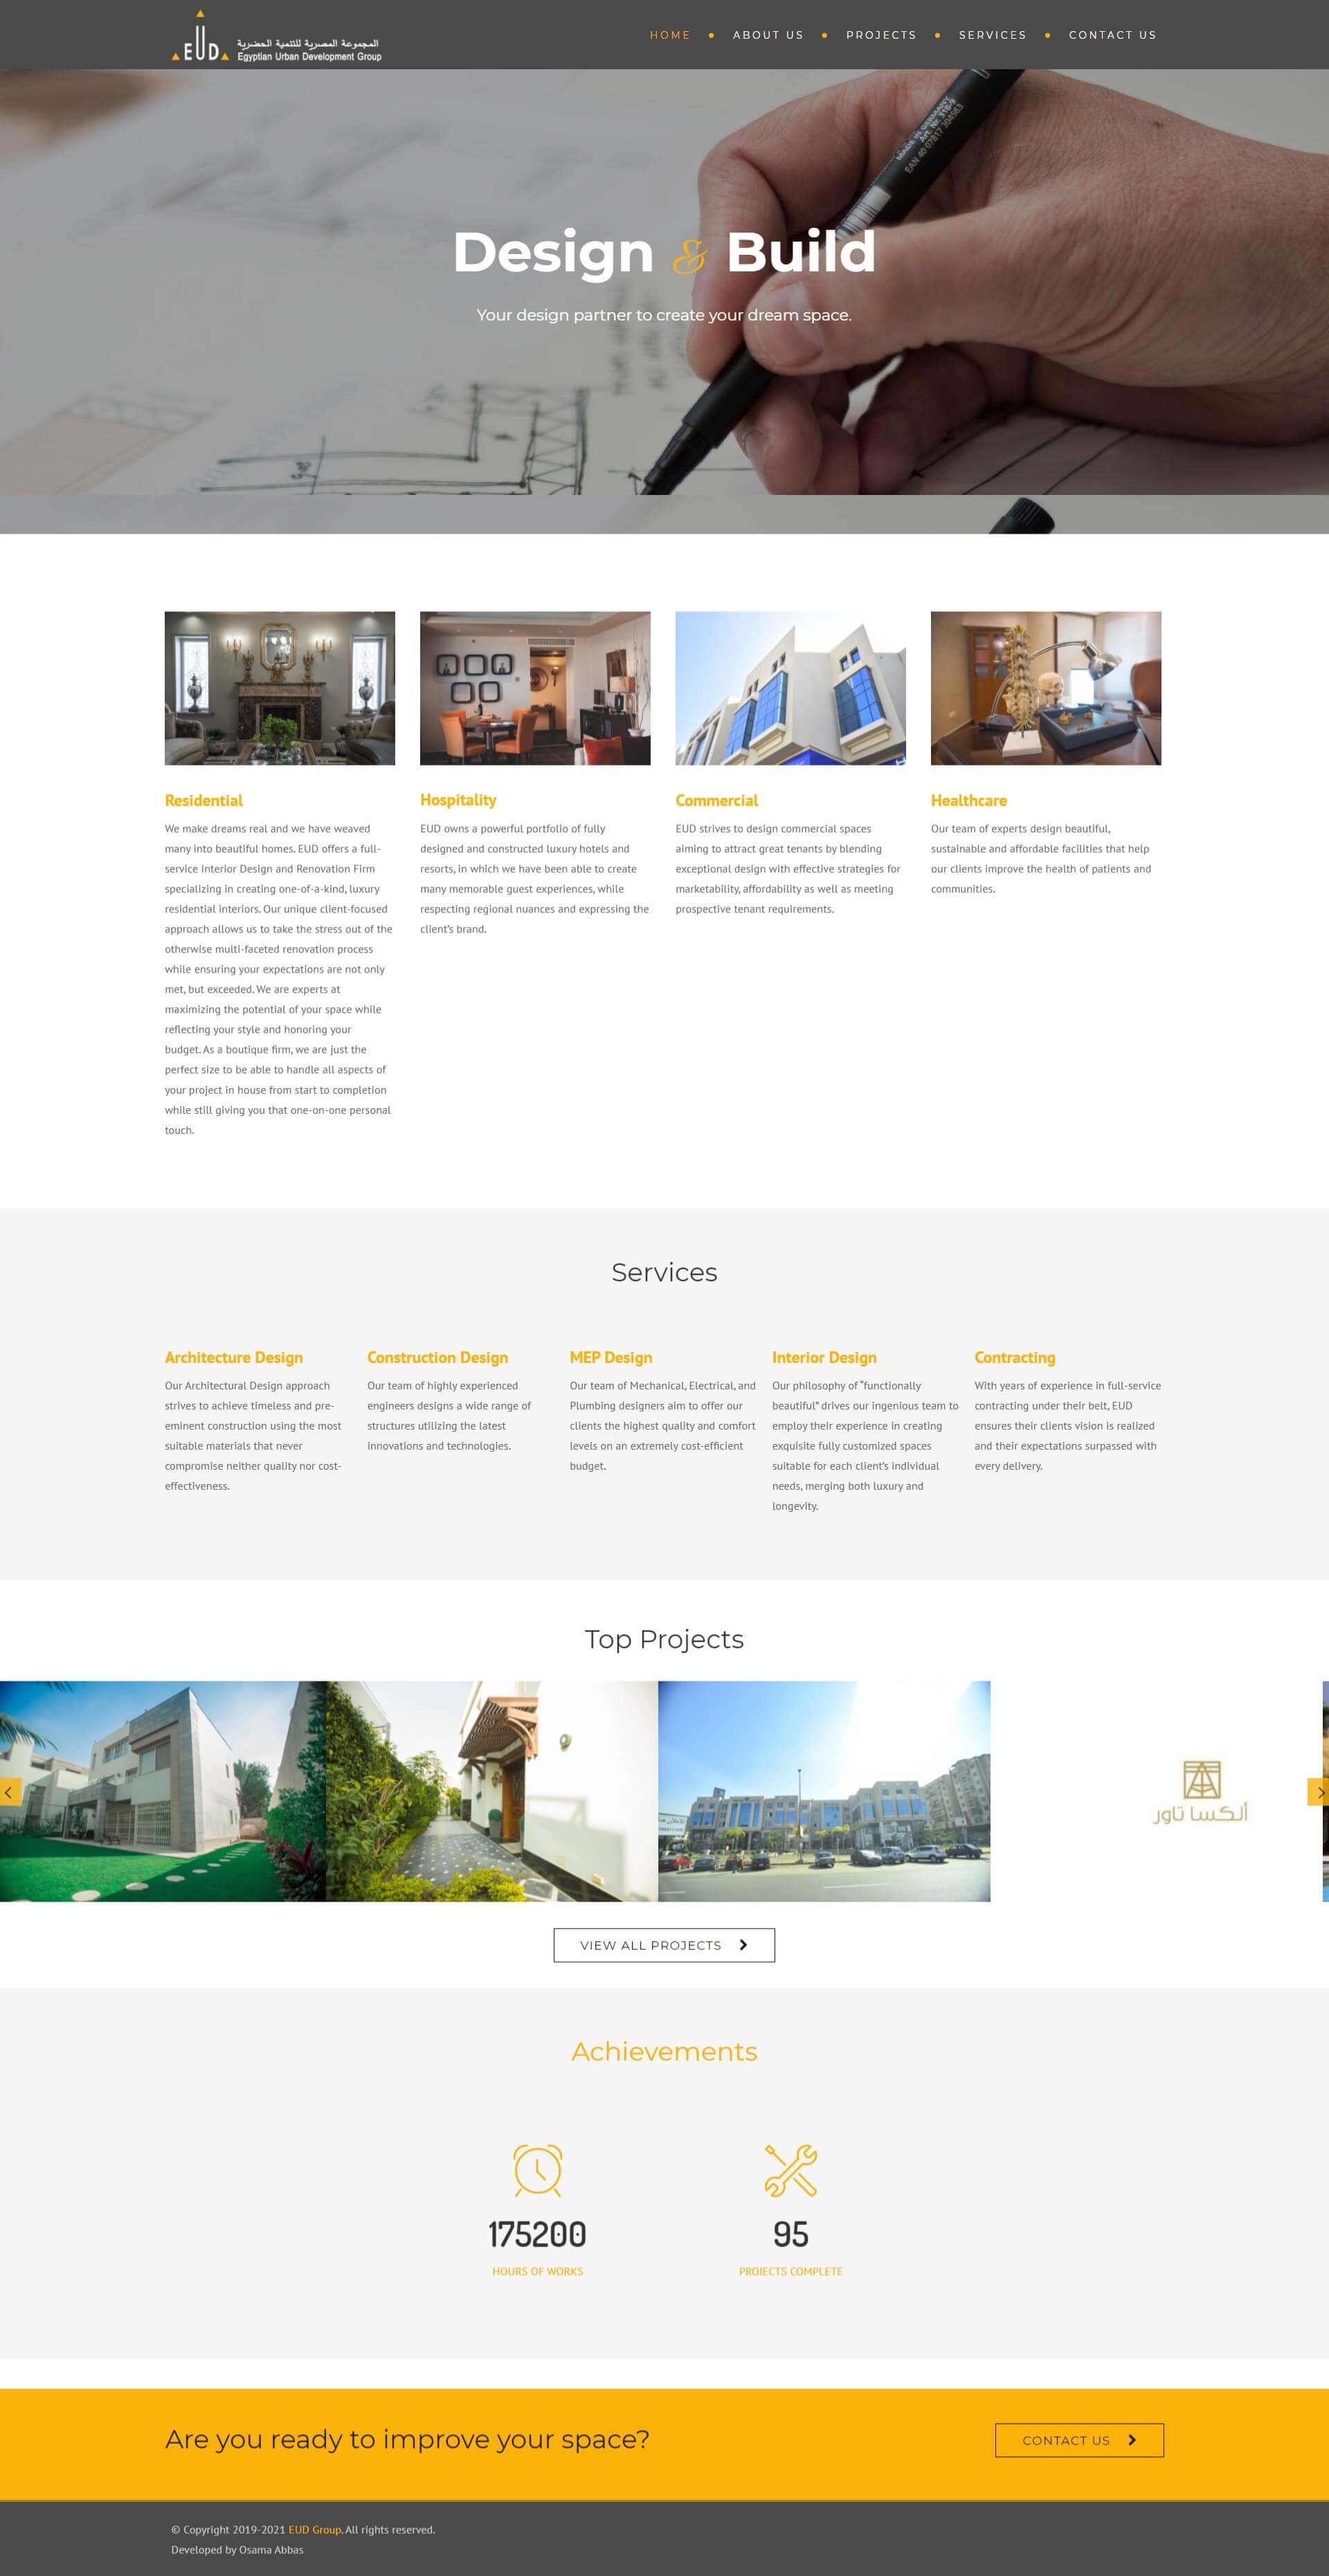 EUD
المجموعة المصرية للتنمية الحضرية
Egyptian Urban Development Group
HOME
ABOUT US
PROJECTS
SERVICES
CONTACT US
MADE IN GERMANY
Art. Nr. 318-9
EAN 40 07817 304563
Design & Build
Your design partner to create your dream space.
Residential
We make dreams real and we have weaved
many into beautiful homes. EUD offers a full-
service Interior Design and Renovation Firm
specializing in creating one-of-a-kind, luxury
residential interiors. Our unique client-focused
approach allows us to take the stress out of the
otherwise multi-faceted renovation process
while ensuring your expectations are not only
met, but exceeded. We are experts at
maximizing the potential of your space while
reflecting your style and honoring your
budget. As a boutique firm, we are just the
perfect size to be able to handle all aspects of
your project in house from start to completion
while still giving you that one-on-one personal
touch.
Hospitality
EUD owns a powerful portfolio of fully
designed and constructed luxury hotels and
resorts, in which we have been able to create
many memorable guest experiences, while
respecting regional nuances and expressing the
client's brand.
Commercial
EUD strives to design commercial spaces
aiming to attract great tenants by blending
exceptional design with effective strategies for
marketability, affordability as well as meeting
prospective tenant requirements.
Healthcare
Our team of experts design beautiful,
sustainable and affordable facilities that help
our clients improve the health of patients and
communities.
Services
Architecture Design
Our Architectural Design approach
strives to achieve timeless and pre-
eminent construction using the most
suitable materials that never
compromise neither quality nor cost-
effectiveness.
Construction Design
Our team of highly experienced
engineers designs a wide range of
structures utilizing the latest
innovations and technologies.
MEP Design
Our team of Mechanical, Electrical, and
Plumbing designers aim to offer our
clients the highest quality and comfort
levels on an extremely cost-efficient
budget.
Interior Design
Our philosophy of "functionally
beautiful" drives our ingenious team to
employ their experience in creating
exquisite fully customized spaces
suitable for each client's individual
needs, merging both luxury and
longevity.
Contracting
With years of experience in full-service
contracting under their belt, EUD
ensures their clients vision is realized
and their expectations surpassed with
every delivery.
Top Projects
ألكسا تاور
VIEW ALL PROJECTS
Achievements
175200
HOURS OF WORKS
95
PROJECTS COMPLETE
Are you ready to improve your space?
CONTACT US
© Copyright 2019-2021 EUD Group. All rights reserved.
Developed by Osama Abbas